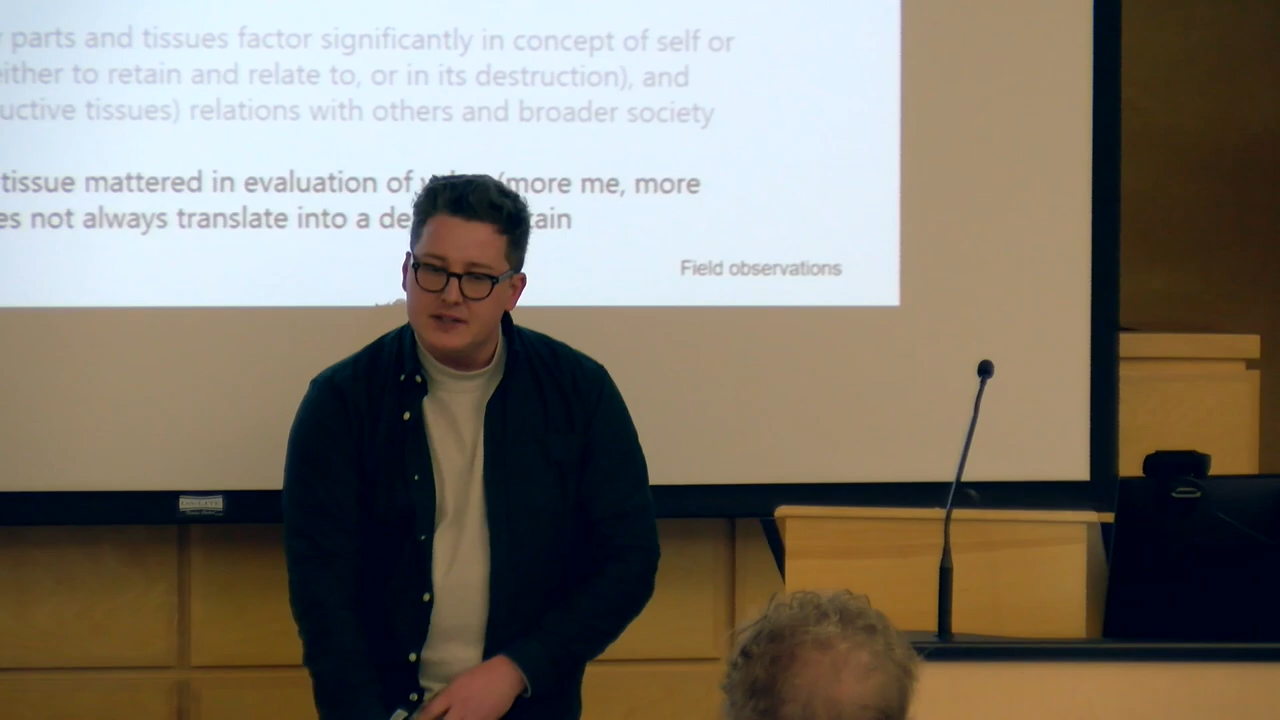 parts and tissues factor significantly in concept of self or
either to retain and relate to, or in its destruction), and
uctive tissues) relations with others and broader society
tissue mattered in evaluation of (more me, more
es not always translate into a de tain
Field observations